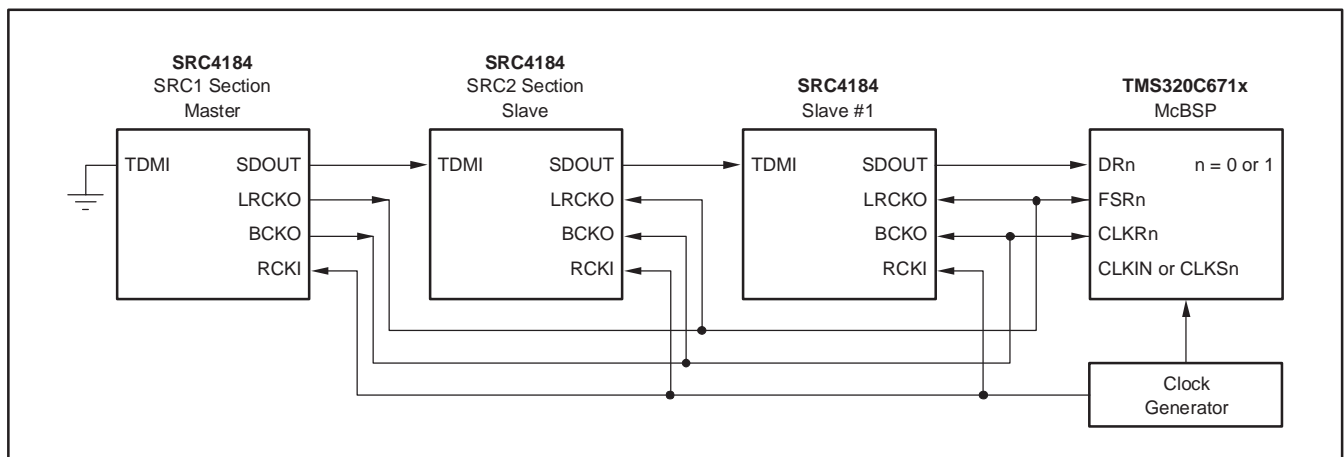 SRC4184
SRC1 Section
Master
SRC4184
SRC2 Section
Slave
SRC4184
Slave #1
TMS320C671x
McBSP
TDMI
SDOUT
LRCKO
BCKO
RCKI
TDMI
SDOUT
LRCKO
BCKO
RCKI
TDMI
SDOUT
LRCKO
BCKO
RCKI
DRn
n = 0 or 1
FSRn
CLKRn
CLKIN or CLKSn
Clock
Generator